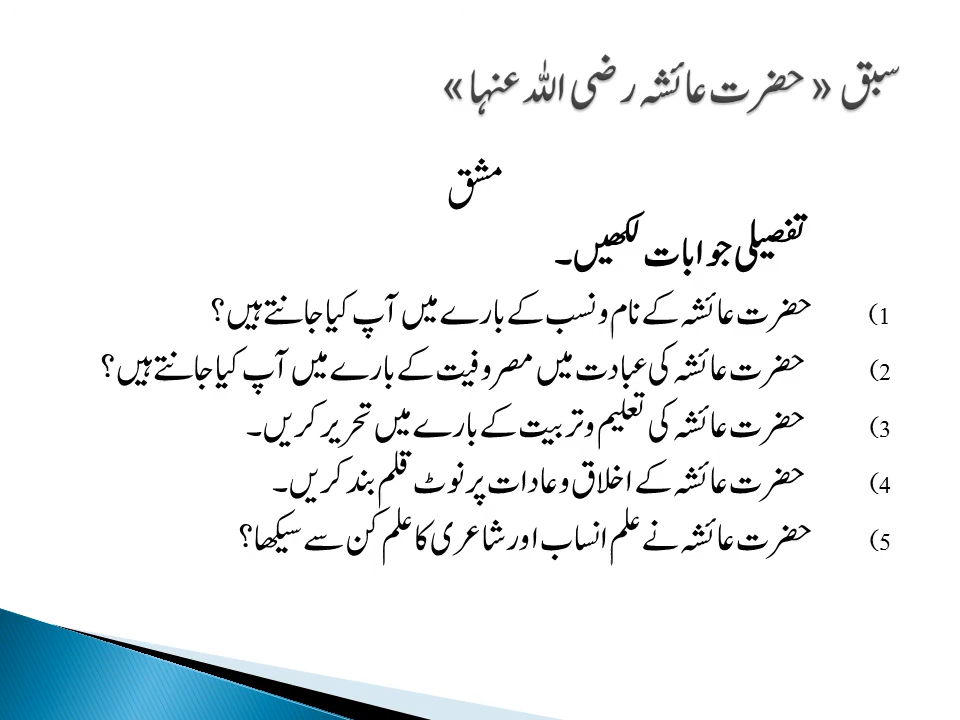 سبق « حضرت عائشہ رضی اللہ عنہا»
مشق
تفصیلی جوابات لکھیں۔
1) حضرت عائشہ کے نام و نسب کے بارے میں آپ کیا جانتے ہیں؟
2) حضرت عائشہ کی عبادت میں مصروفیت کے بارے میں آپ کیا جانتے ہیں؟
3) حضرت عائشہ کی تعلیم و تربیت کے بارے میں تحریر کریں۔
4) حضرت عائشہ کے اخلاق و عادات پر نوٹ قلم بند کریں۔
5) حضرت عائشہ نے علم انساب اور شاعری کا علم کن سے سیکھا؟